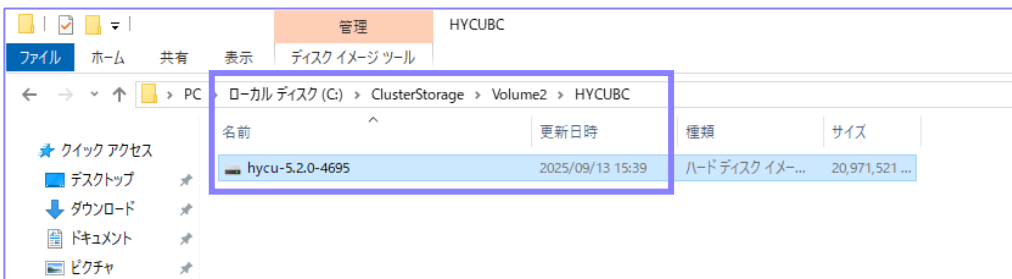 管理 HYCUBC
ファイル ホーム 共有 表示 ディスク イメージ ツール
PC › ローカル ディスク (C:) › ClusterStorage › Volume2 › HYCUBC
名前 更新日時 種類 サイズ
クイック アクセス
hycu-5.2.0-4695 2025/09/13 15:39 ハード ディスク イメー... 20,971,521 ...
デスクトップ
ダウンロード
ドキュメント
ピクチャ